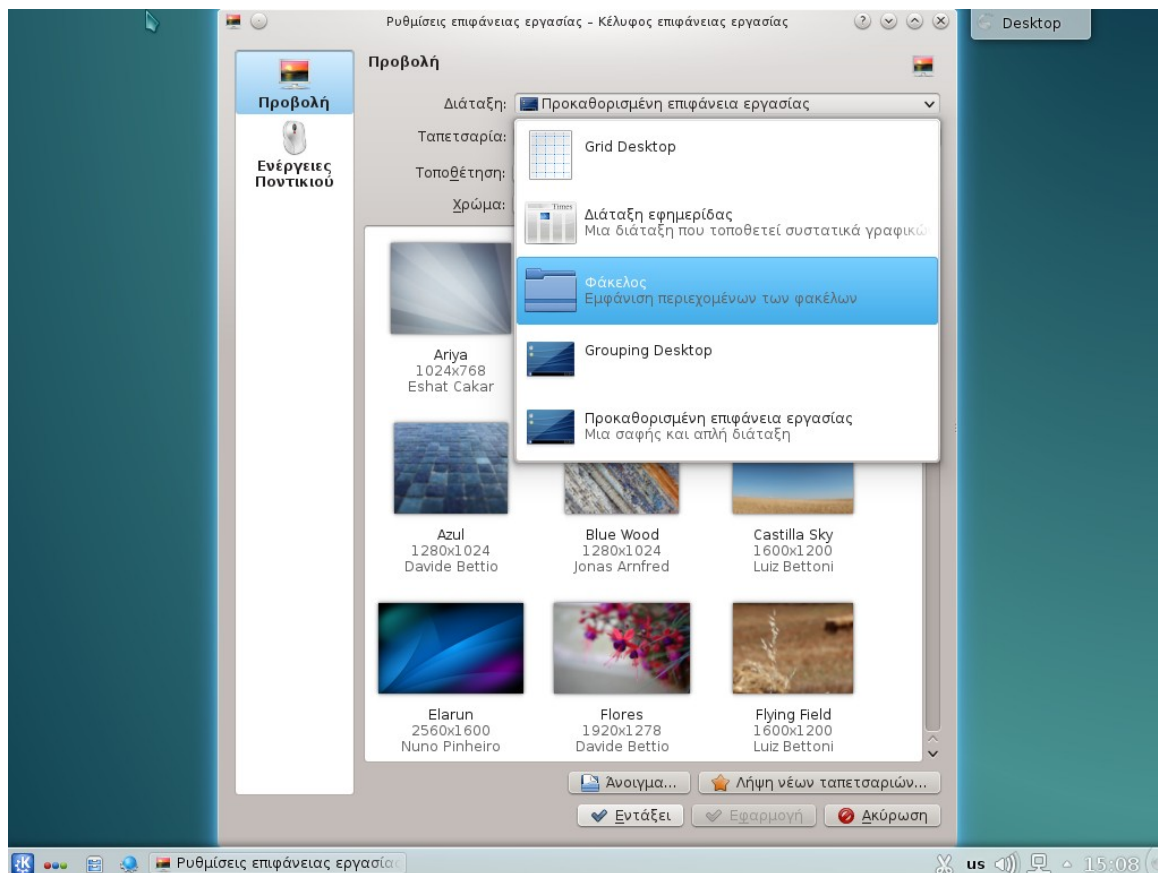 Ρυθμίσεις επιφάνειας εργασίας – Κέλυφος επιφάνειας εργασίας
Desktop
Προβολή
Ενέργειες
Ποντικιού
Προβολή
Διάταξη: Προκαθορισμένη επιφάνεια εργασίας
Ταπετσαρία:
Τοποθέτηση:
Χρώμα:
Grid Desktop
Times
Διάταξη εφημερίδας
Μια διάταξη που τοποθετεί συστατικά γραφικώ
Φάκελος
Εμφάνιση περιεχομένων των φακέλων
Grouping Desktop
Προκαθορισμένη επιφάνεια εργασίας
Μια σαφής και απλή διάταξη
Ariya
1024x768
Eshat Cakar
Azul
1280x1024
Davide Bettio
Blue Wood
1280x1024
Jonas Arnfred
Castilla Sky
1600x1200
Luiz Bettoni
Elarun
2560x1600
Nuno Pinheiro
Flores
1920x1278
Davide Bettio
Flying Field
1600x1200
Luiz Bettoni
Άνοιγμα... Λήψη νέων ταπετσαριών...
Εντάξει Εφαρμογή Ακύρωση
Ρυθμίσεις επιφάνειας εργασίας us 15:08